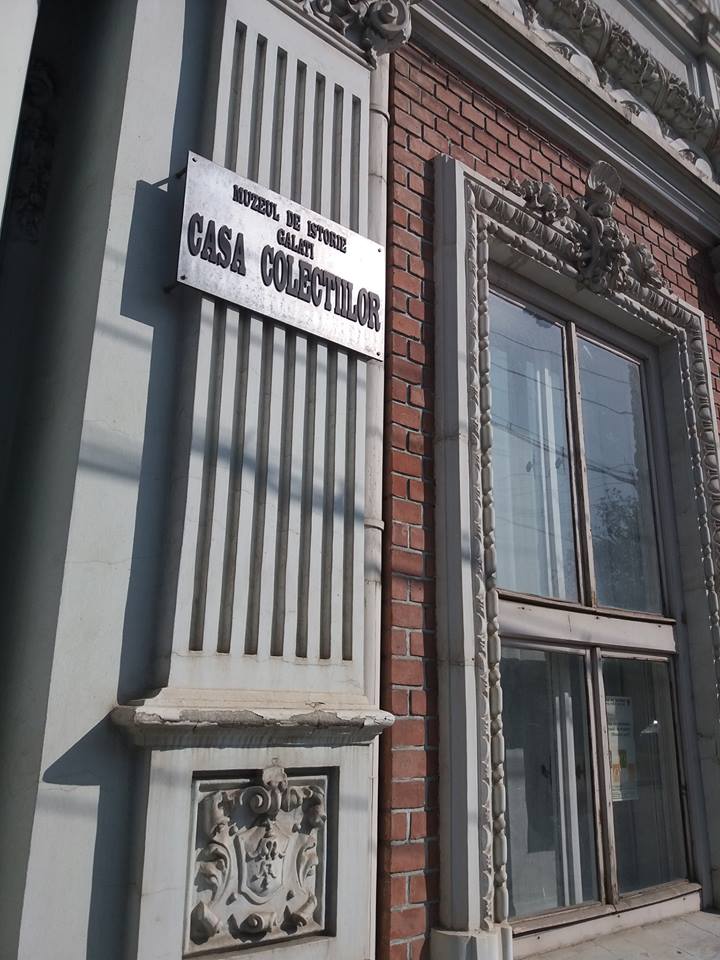 MUZEUL DE ISTORIE
GALATI
CASA COLECTIILOR